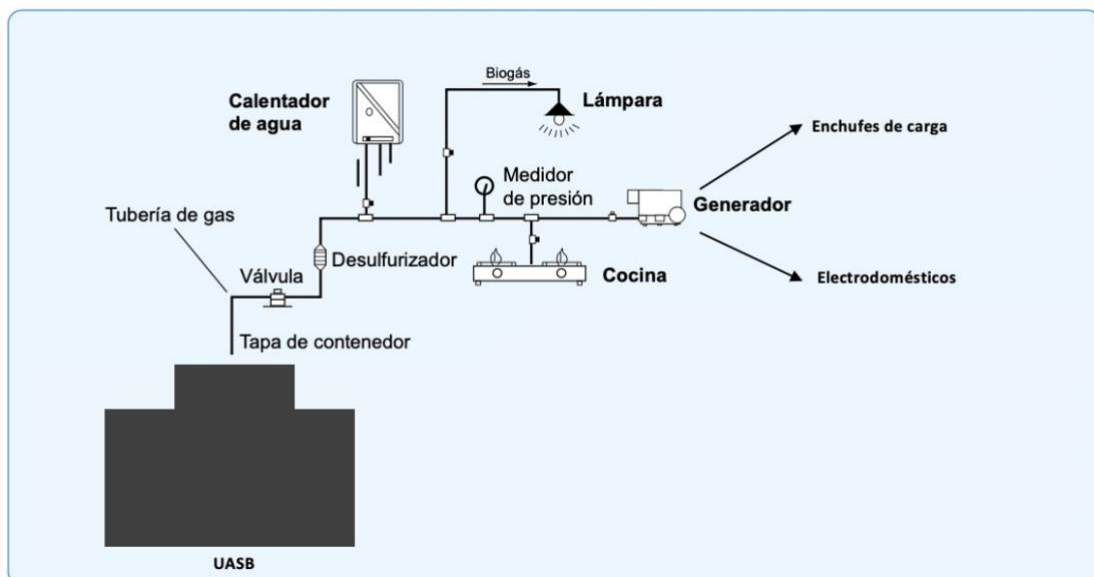 Biogás
Calentador
de agua
Lámpara
Enchufes de carga
Medidor
de presión
Generador
Tubería de gas
Desulfurizador
Válvula
Cocina
Electrodomésticos
Tapa de contenedor
UASB